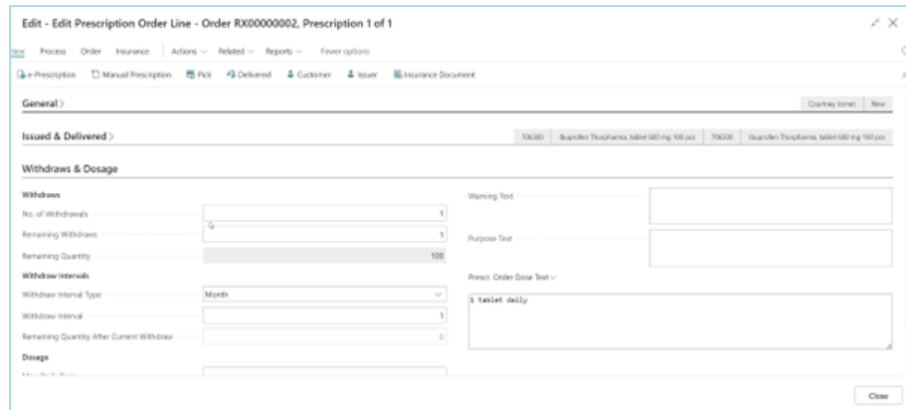 Edit - Edit Prescription Order Line - Order RX00000002, Prescription 1 of 1
New Process Order Insurance Actions Related Reports Fewer options
e-Prescription Manual Prescription Pick Delivered Customer Issuer Insurance Document
General > Courtney New
Issued & Delivered > 706300 Ibuprofen Thorpharma, tablet 600 mg 100 pcs 706300 Ibuprofen Thorpharma, tablet 600 mg 100 pcs
Withdraws & Dosage
Withdraws
No. of Withdrawals 1
Remaining Withdraws 1
Remaining Quantity 100
Withdraw Intervals
Withdraw Interval Type Month
Withdraw Interval 1
Remaining Quantity After Current Withdraw 0
Dosage
Warning Text
Purpose Text
Prescr. Order Dose Text
tablet daily
Close